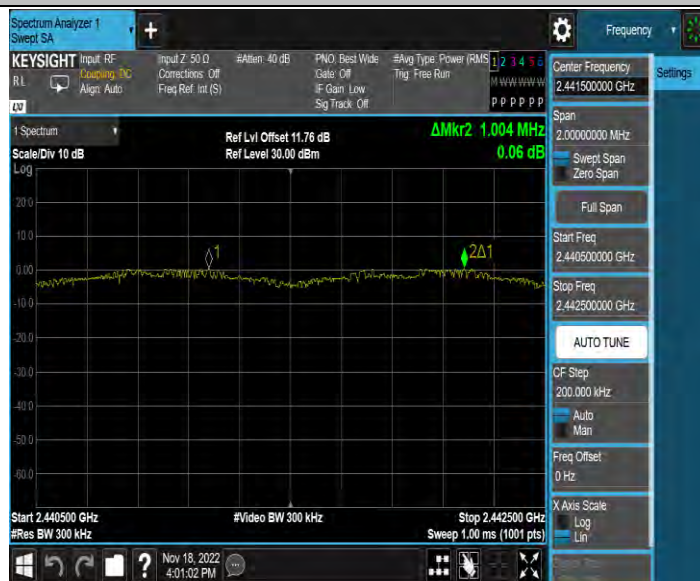 Spectrum Analyzer 1
Swept SA
Frequency
KEYSIGHT
Input: RF
Coupling: DC
Align: Auto
Input Z: 50 Ω
Corrections: Off
Freq Ref: Int (S)
#Atten: 40 dB
PNO: Best Wide
Gate: Off
IF Gain: Low
Sig Track: Off
#Avg Type: Power (RMS
Trig: Free Run
1 2 3 4 5 6
M W W W W W
P P P P P P
RL
LXI
1 Spectrum
Scale/Div 10 dB
Log
Ref Lvl Offset 11.76 dB
Ref Level 30.00 dBm
ΔMkr2 1.004 MHz
0.06 dB
20.0
10.0
0.00
-10.0
-20.0
-30.0
-40.0
-50.0
-60.0
1
2Δ1
Start 2.440500 GHz
#Res BW 300 kHz
#Video BW 300 kHz
Stop 2.442500 GHz
Sweep 1.00 ms (1001 pts)
Nov 18, 2022
4:01:02 PM
Center Frequency
2.441500000 GHz
Settings
Span
2.00000000 MHz
Swept Span
Zero Span
Full Span
Start Freq
2.440500000 GHz
Stop Freq
2.442500000 GHz
AUTO TUNE
CF Step
200.000 kHz
Auto
Man
Freq Offset
0 Hz
X Axis Scale
Log
Lin